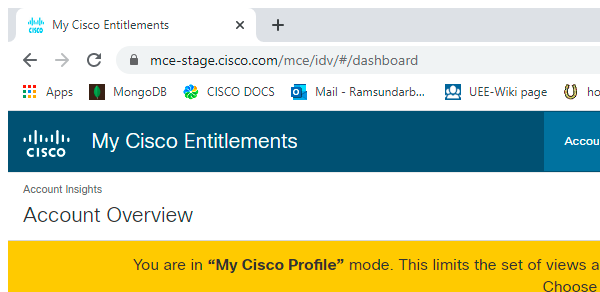 My Cisco Entitlements
mce-stage.cisco.com/mce/idv/#/dashboard
Apps MongoDB CISCO DOCS Mail - Ramsundarb... UEE-Wiki page ho
CISCO My Cisco Entitlements Accou
Account Insights
Account Overview
You are in “My Cisco Profile” mode. This limits the set of views a
Choose